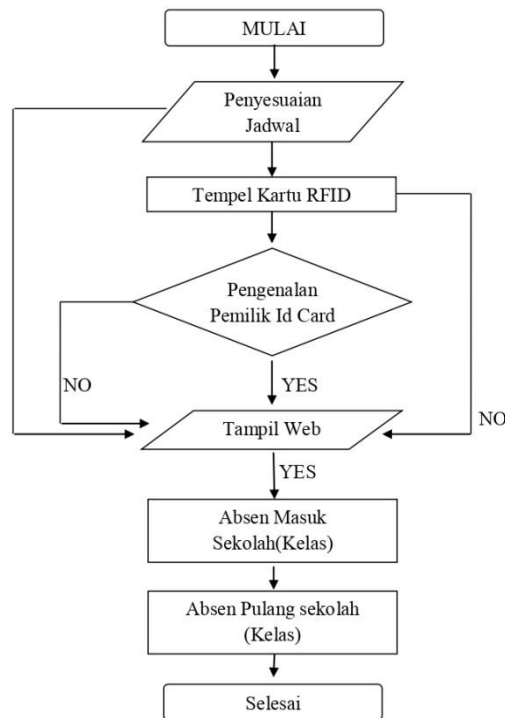 MULAI
Penyesuaian
Jadwal
Tempel Kartu RFID
Pengenalan
Pemilik Id Card
NO
YES
Tampil Web
NO
YES
Absen Masuk
Sekolah(Kelas)
Absen Pulang sekolah
(Kelas)
Selesai